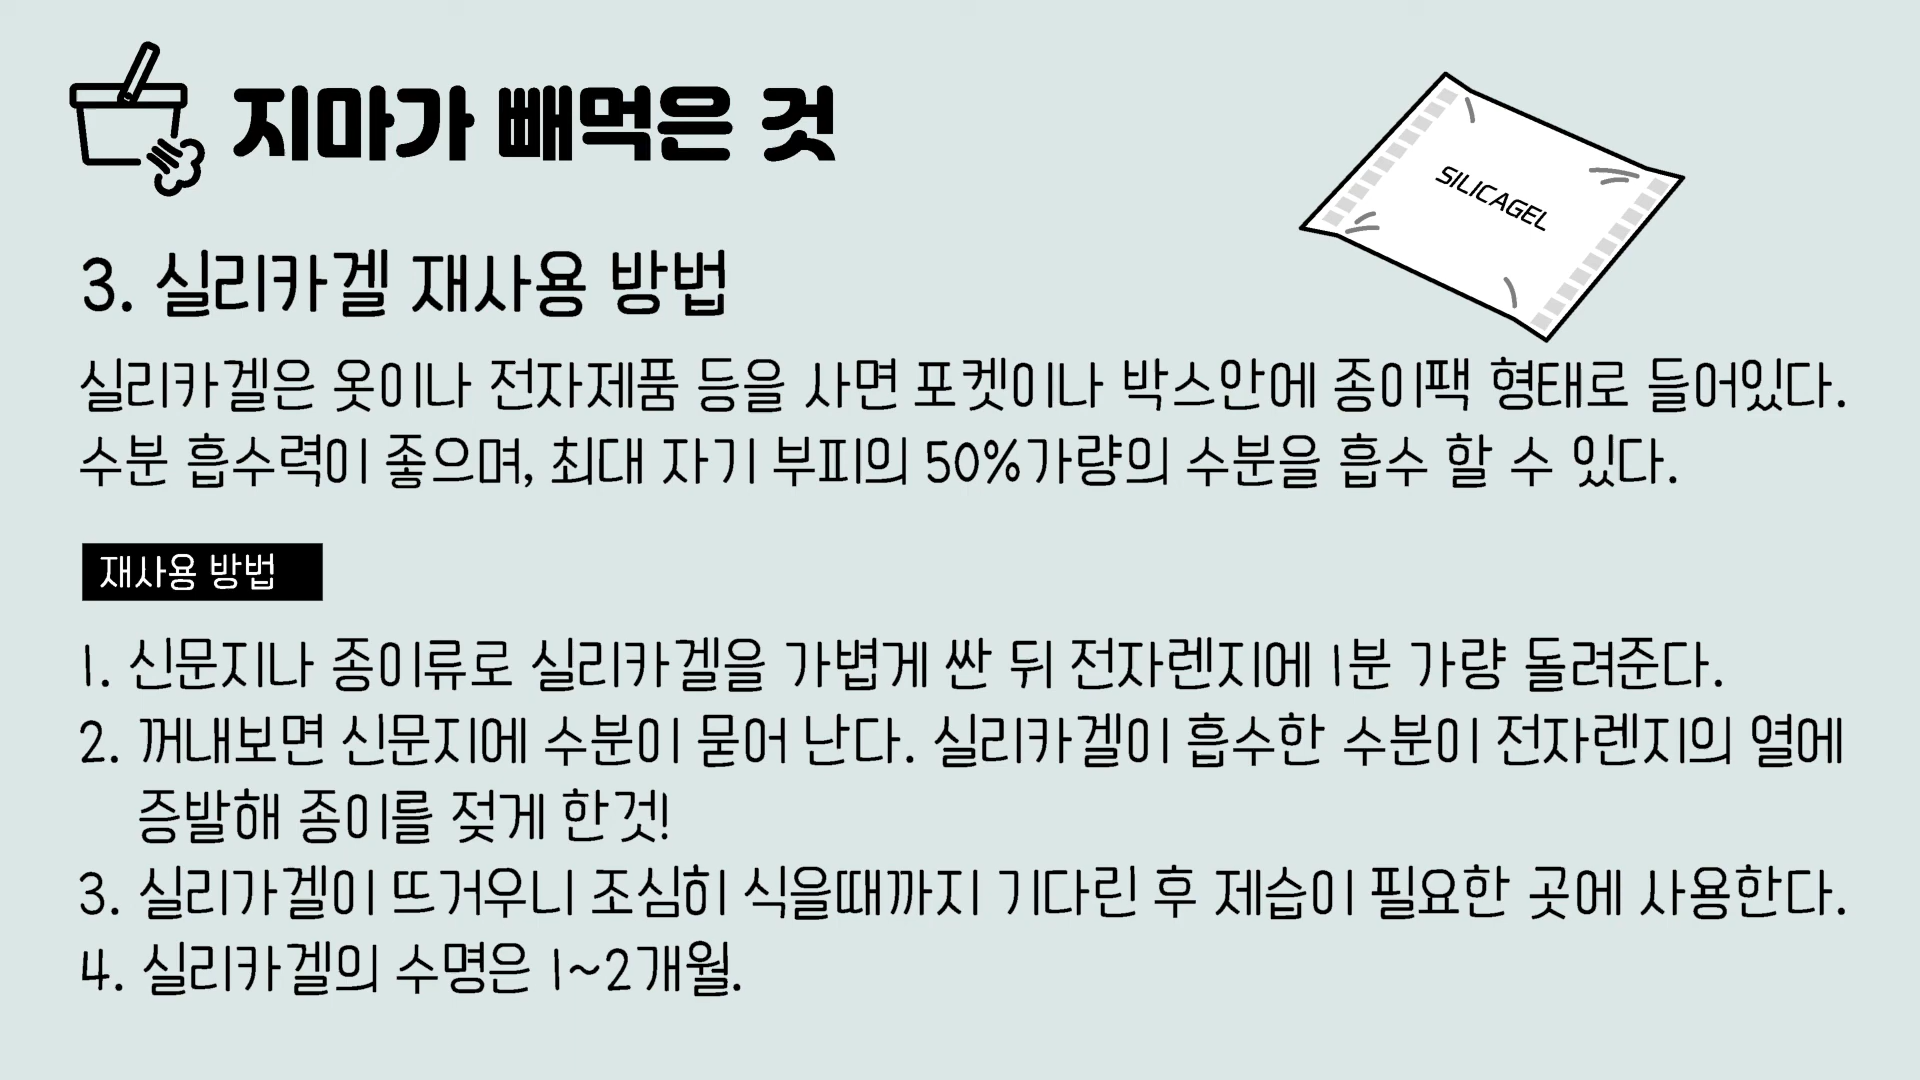 지마가 빼먹은 것
SILICAGEL
3. 실리카겔 재사용 방법
실리카겔은 옷이나 전자제품 등을 사면 포켓이나 박스안에 종이팩 형태로 들어있다.
수분 흡수력이 좋으며, 최대 자기 부피의 50%가량의 수분을 흡수 할 수 있다.
재사용 방법
1. 신문지나 종이류로 실리카겔을 가볍게 싼 뒤 전자렌지에 1분 가량 돌려준다.
2. 꺼내보면 신문지에 수분이 묻어 난다. 실리카겔이 흡수한 수분이 전자렌지의 열에
증발해 종이를 젖게 한것!
3. 실리가겔이 뜨거우니 조심히 식을때까지 기다린 후 제습이 필요한 곳에 사용한다.
4. 실리카겔의 수명은 1~2개월.